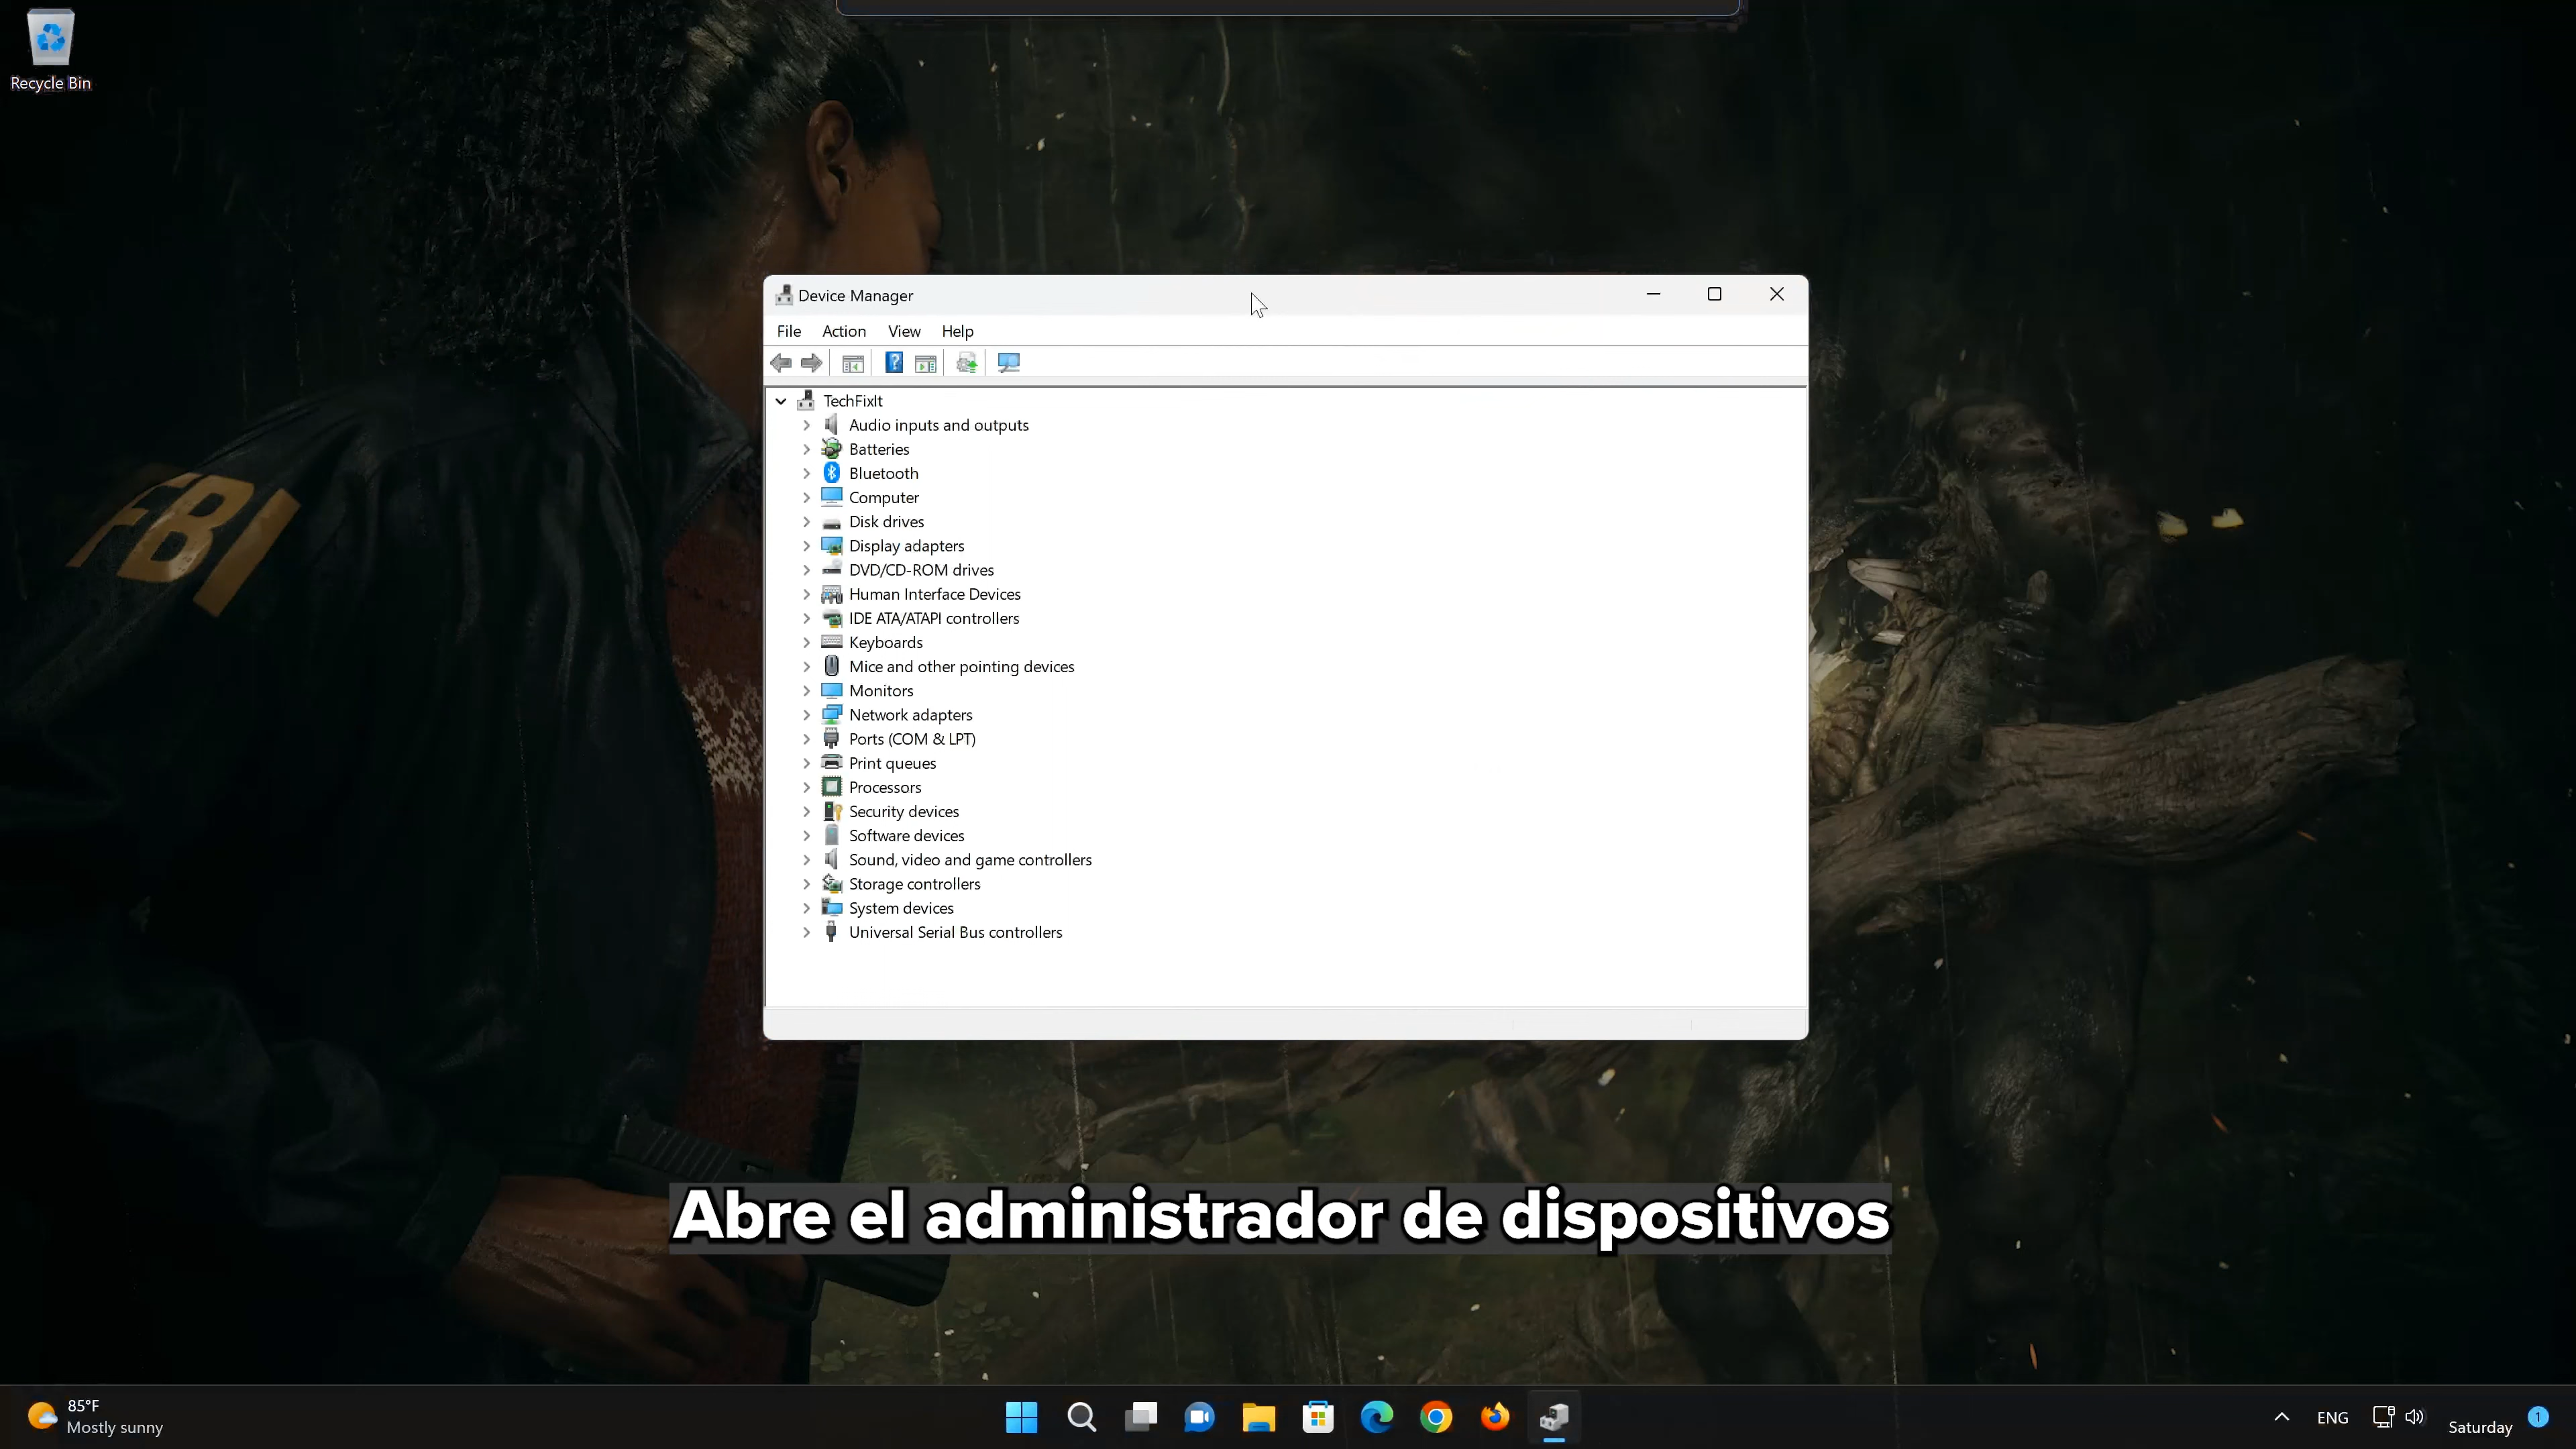 Recycle Bin
FBI
Device Manager
File Action View Help
TechFixIt
Audio inputs and outputs
Batteries
Bluetooth
Computer
Disk drives
Display adapters
DVD/CD-ROM drives
Human Interface Devices
IDE ATA/ATAPI controllers
Keyboards
Mice and other pointing devices
Monitors
Network adapters
Ports (COM & LPT)
Print queues
Processors
Security devices
Software devices
Sound, video and game controllers
Storage controllers
System devices
Universal Serial Bus controllers
Abre el administrador de dispositivos
85°F
Mostly sunny
ENG
Saturday
1